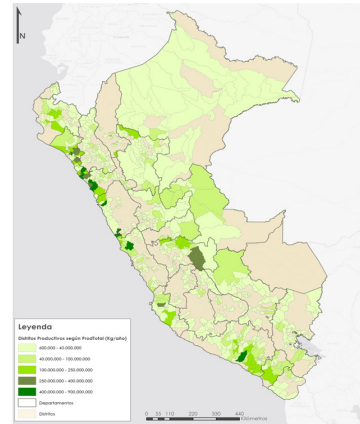 N
Leyenda
Distritos Productivos según ProdTotal (Kg/año)
600.000 - 40.000.000
40.000.000 - 100.000.000
100.000.000 - 250.000.000
250.000.000 - 400.000.000
400.000.000 - 900.000.000
Departamentos
Distritos
0 55 110 220 330 440
Kilómetros